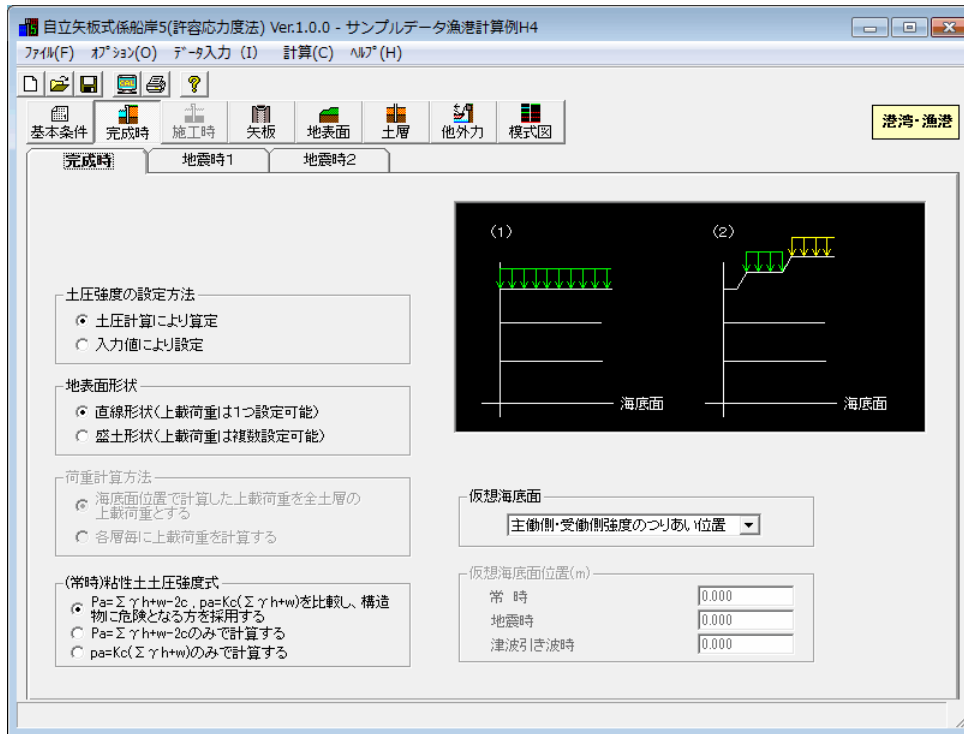 自立矢板式係船岸5(許容応力度法) Ver.1.0.0 - サンプルデータ漁港計算例H4
ファイル(F) オプション(O) データ入力 (I) 計算(C) ヘルプ(H)
基本条件 完成時 施工時 矢板 地表面 土層 他外力 模式図
港湾・漁港
完成時 地震時1 地震時2
(1) (2)
海底面 海底面
土圧強度の設定方法
土圧計算により算定
入力値により設定
地表面形状
直線形状(上載荷重は1つ設定可能)
盛土形状(上載荷重は複数設定可能)
荷重計算方法
海底面位置で計算した上載荷重を全土層の
上載荷重とする
各層毎に上載荷重を計算する
(常時)粘性土土圧強度式
Pa=Σγh+w-2c , pa=Kc(Σγh+w)を比較し、構造
物に危険となる方を採用する
Pa=Σγh+w-2cのみで計算する
pa=Kc(Σγh+w)のみで計算する
仮想海底面
主働側・受働側強度のつりあい位置
仮想海底面位置(m)
常 時 0.000
地震時 0.000
津波引き波時 0.000